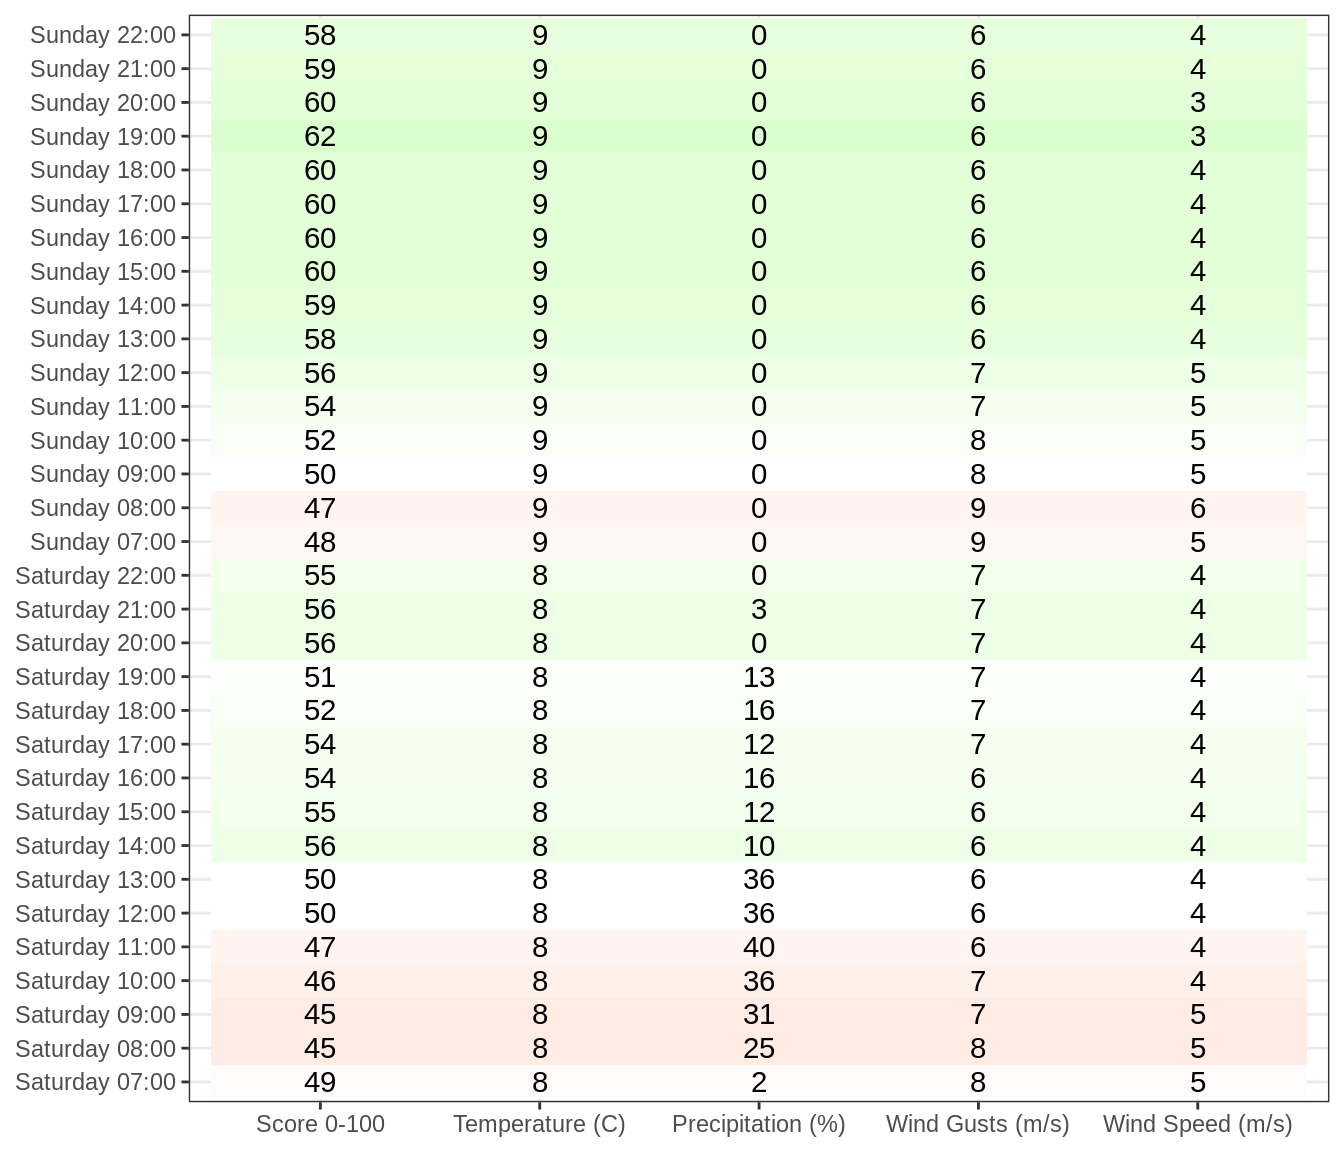 Sunday 22:00 58 9 0 6 4
Sunday 21:00 59 9 0 6 4
Sunday 20:00 60 9 0 6 3
Sunday 19:00 62 9 0 6 3
Sunday 18:00 60 9 0 6 4
Sunday 17:00 60 9 0 6 4
Sunday 16:00 60 9 0 6 4
Sunday 15:00 60 9 0 6 4
Sunday 14:00 59 9 0 6 4
Sunday 13:00 58 9 0 6 4
Sunday 12:00 56 9 0 7 5
Sunday 11:00 54 9 0 7 5
Sunday 10:00 52 9 0 8 5
Sunday 09:00 50 9 0 8 5
Sunday 08:00 47 9 0 9 6
Sunday 07:00 48 9 0 9 5
Saturday 22:00 55 8 0 7 4
Saturday 21:00 56 8 3 7 4
Saturday 20:00 56 8 0 7 4
Saturday 19:00 51 8 13 7 4
Saturday 18:00 52 8 16 7 4
Saturday 17:00 54 8 12 7 4
Saturday 16:00 54 8 16 6 4
Saturday 15:00 55 8 12 6 4
Saturday 14:00 56 8 10 6 4
Saturday 13:00 50 8 36 6 4
Saturday 12:00 50 8 36 6 4
Saturday 11:00 47 8 40 6 4
Saturday 10:00 46 8 36 7 4
Saturday 09:00 45 8 31 7 5
Saturday 08:00 45 8 25 8 5
Saturday 07:00 49 8 2 8 5
Score 0-100 Temperature (C) Precipitation (%) Wind Gusts (m/s) Wind Speed (m/s)